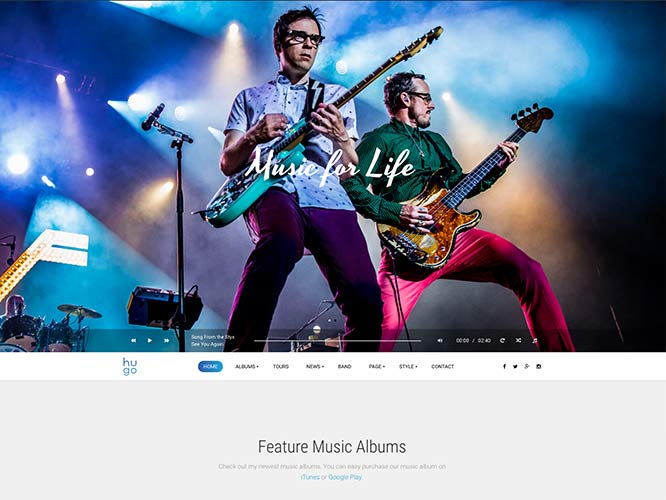 Music for Life
Song From the Styx
See You Again
00:00 / 02:40
hu
go
HOME
ALBUMS
TOURS
NEWS
BAND
PAGE
STYLE
CONTACT
Feature Music Albums
Check out my newest music albums. You can easy purchase our music album on
iTunes or Google Play.